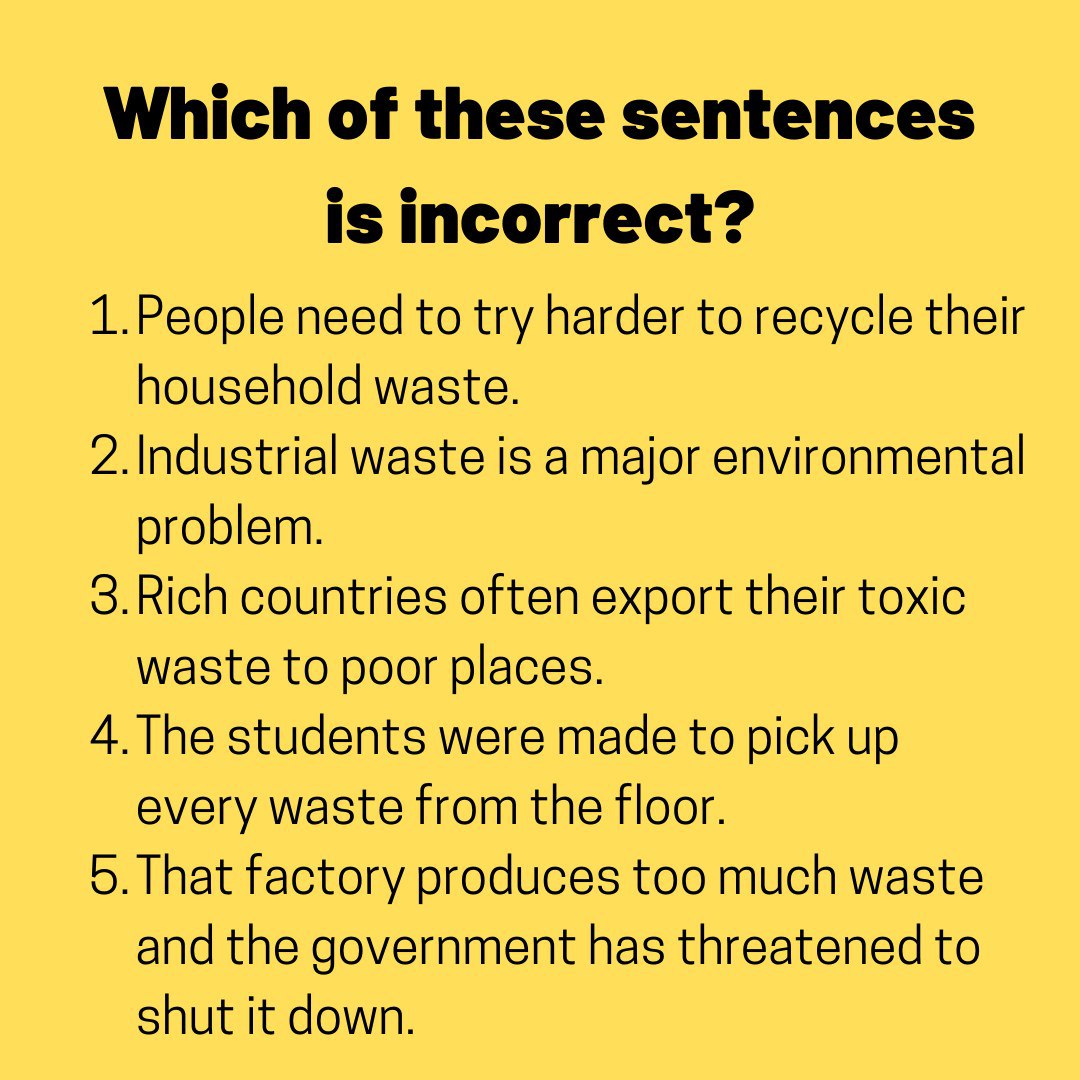 Which of these sentences
is incorrect?
1. People need to try harder to recycle their
household waste.
2. Industrial waste is a major environmental
problem.
3. Rich countries often export their toxic
waste to poor places.
4. The students were made to pick up
every waste from the floor.
5. That factory produces too much waste
and the government has threatened to
shut it down.